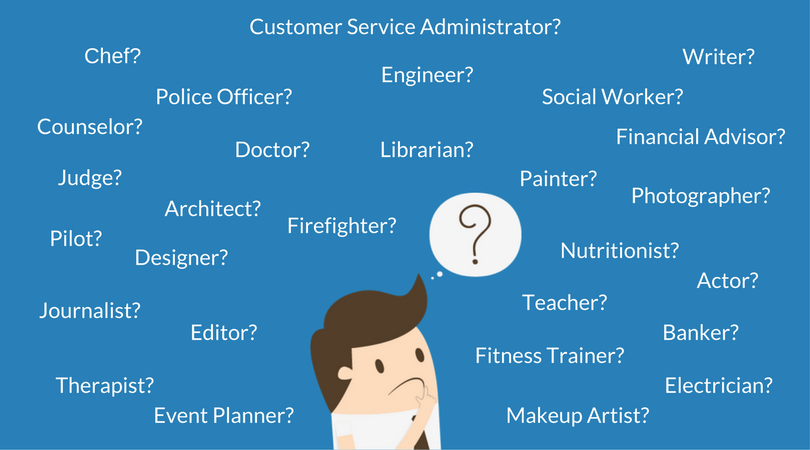 Customer Service Administrator?
Chef?
Writer?
Engineer?
Police Officer?
Social Worker?
Counselor?
Financial Advisor?
Doctor?
Librarian?
Judge?
Painter?
Photographer?
Architect?
Firefighter?
?
Pilot?
Designer?
Nutritionist?
Actor?
Journalist?
Teacher?
Editor?
Banker?
Fitness Trainer?
Therapist?
Electrician?
Event Planner?
Makeup Artist?